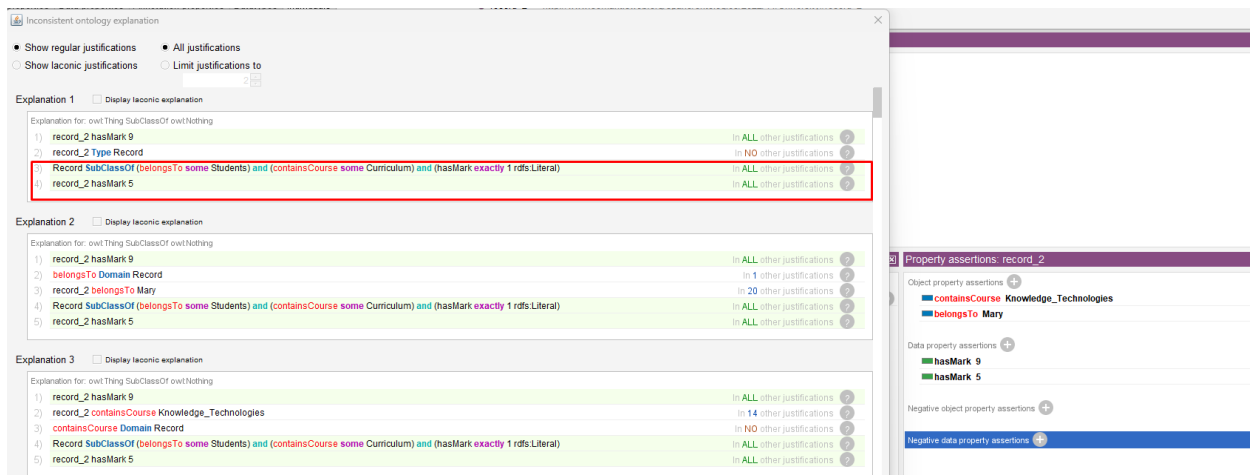 Inconsistent ontology explanation
Show regular justifications All justifications
Show laconic justifications Limit justifications to
2
Explanation 1 Display laconic explanation
Explanation for: owl:Thing SubClassOf owl:Nothing
1) record_2 hasMark 9 In ALL other justifications ?
2) record_2 Type Record In NO other justifications ?
3) Record SubClassOf (belongsTo some Students) and (containsCourse some Curriculum) and (hasMark exactly 1 rdfs:Literal) In ALL other justifications ?
4) record_2 hasMark 5 In ALL other justifications ?
Explanation 2 Display laconic explanation
Explanation for: owl:Thing SubClassOf owl:Nothing
1) record_2 hasMark 9 In ALL other justifications ?
2) belongsTo Domain Record In 1 other justifications ?
3) record_2 belongsTo Mary In 20 other justifications ?
4) Record SubClassOf (belongsTo some Students) and (containsCourse some Curriculum) and (hasMark exactly 1 rdfs:Literal) In ALL other justifications ?
5) record_2 hasMark 5 In ALL other justifications ?
Explanation 3 Display laconic explanation
Explanation for: owl:Thing SubClassOf owl:Nothing
1) record_2 hasMark 9 In ALL other justifications ?
2) record_2 containsCourse Knowledge_Technologies In 14 other justifications ?
3) containsCourse Domain Record In NO other justifications ?
4) Record SubClassOf (belongsTo some Students) and (containsCourse some Curriculum) and (hasMark exactly 1 rdfs:Literal) In ALL other justifications ?
5) record_2 hasMark 5 In ALL other justifications ?
Property assertions: record_2
Object property assertions
containsCourse Knowledge_Technologies
belongsTo Mary
Data property assertions
hasMark 9
hasMark 5
Negative object property assertions
Negative data property assertions